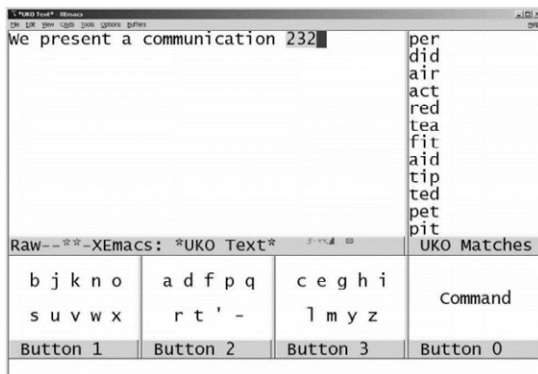 *UKO Text* XEmacs
File Edit View Cmds Tools Options Buffers Help
We present a communication 232
per
did
air
act
red
tea
fit
aid
tip
ted
pet
pit
Raw--**-XEmacs: *UKO Text*
UKO Matches
b j k n o
s u v w x
a d f p q
r t ' -
c e g h i
l m y z
Command
Button 1
Button 2
Button 3
Button 0